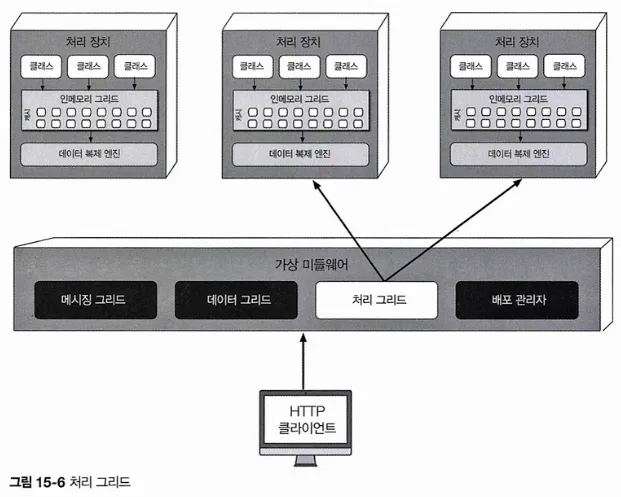 처리 장치
클래스 클래스 클래스
인메모리 그리드
캐시
데이터 복제 엔진
처리 장치
클래스 클래스 클래스
인메모리 그리드
캐시
데이터 복제 엔진
처리 장치
클래스 클래스 클래스
인메모리 그리드
캐시
데이터 복제 엔진
가상 미들웨어
메시징 그리드 데이터 그리드 처리 그리드 배포 관리자
HTTP
클라이언트
그림 15-6 처리 그리드